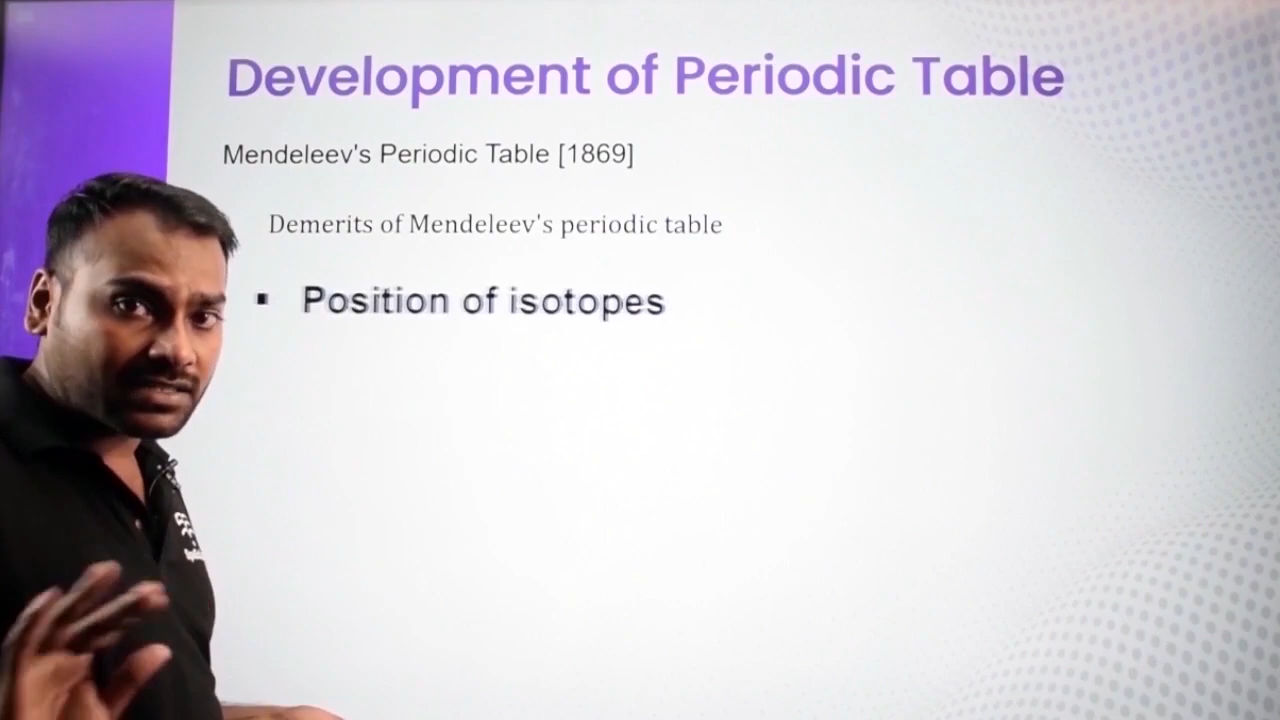 Development of Periodic Table
Mendeleev's Periodic Table [1869]
Demerits of Mendeleev's periodic table
▪ Position of isotopes